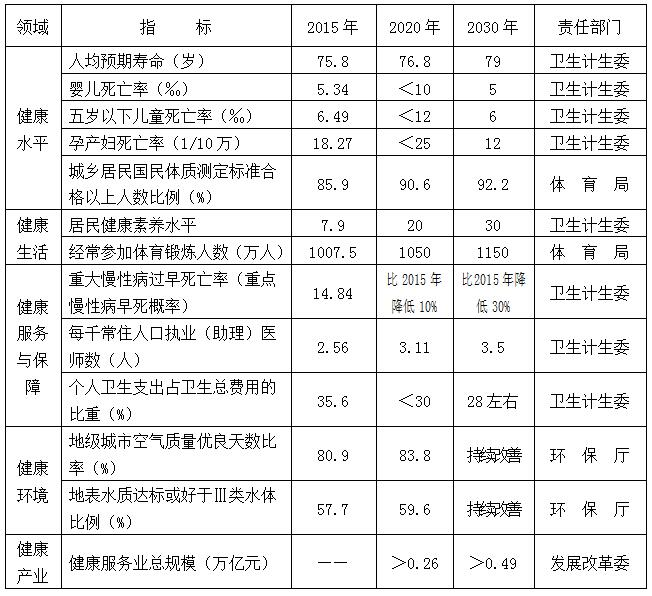 领域 指 标 2015年 2020年 2030年 责任部门
健康
水平
人均预期寿命（岁） 75.8 76.8 79 卫生计生委
婴儿死亡率（‰） 5.34 ＜10 5 卫生计生委
五岁以下儿童死亡率（‰） 6.49 ＜12 6 卫生计生委
孕产妇死亡率（1/10万） 18.27 ＜25 12 卫生计生委
城乡居民国民体质测定标准合
格以上人数比例（%） 85.9 90.6 92.2 体 育 局
健康
生活
居民健康素养水平 7.9 20 30 卫生计生委
经常参加体育锻炼人数（万人） 1007.5 1050 1150 体 育 局
健康
服务
与保
障
重大慢性病过早死亡率（重点
慢性病早死概率） 14.84 比2015年
降低10% 比2015年降
低30% 卫生计生委
每千常住人口执业（助理）医
师数（人） 2.56 3.11 3.5 卫生计生委
个人卫生支出占卫生总费用的
比重（%） 35.6 ＜30 28左右 卫生计生委
健康
环境
地级城市空气质量优良天数比
率（%） 80.9 83.8 持续改善 环 保 厅
地表水质达标或好于Ⅲ类水体
比例（%） 57.7 59.6 持续改善 环 保 厅
健康
产业
健康服务业总规模（万亿元） —— ＞0.26 ＞0.49 发展改革委